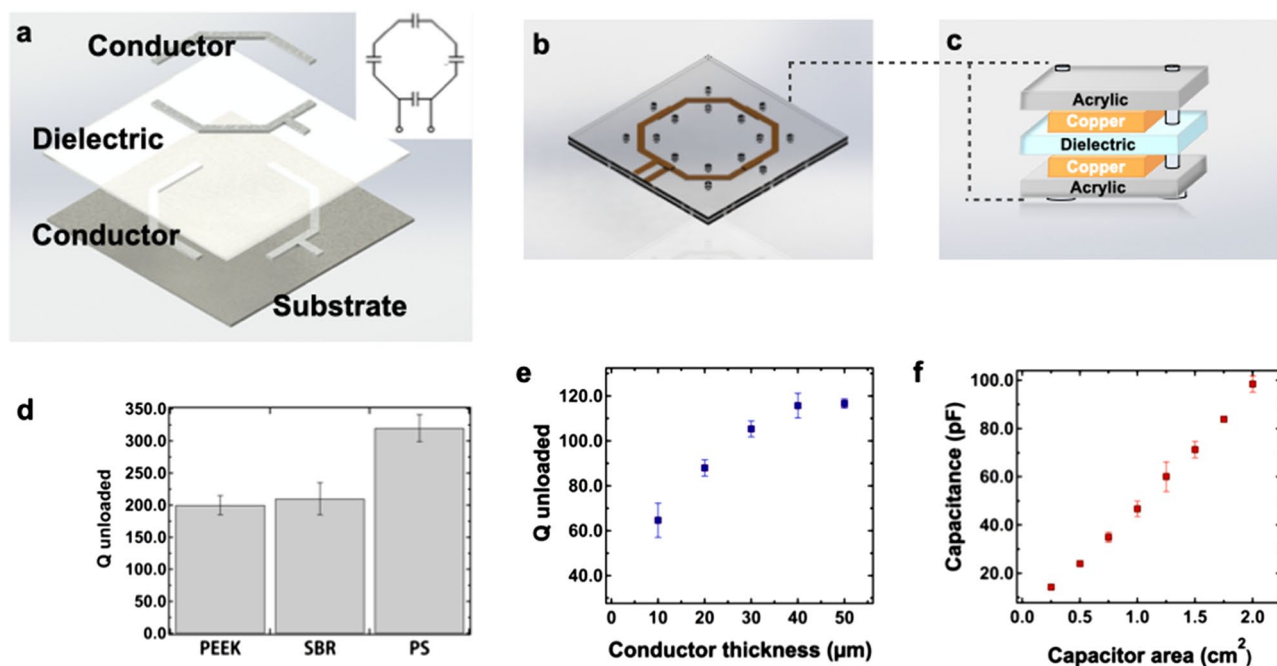 a
Conductor
Dielectric
Conductor
Substrate
b
c
Acrylic
Copper
Dielectric
Copper
Acrylic
d
350.0
300.0
250.0
200.0
150.0
100.0
50.0
0.0
Q unloaded
PEEK SBR PS
e
120.0
100.0
80.0
60.0
40.0
Q unloaded
0 10 20 30 40 50
Conductor thickness (μm)
f
100.0
80.0
60.0
40.0
20.0
Capacitance (pF)
0.0 0.5 1.0 1.5 2.0
Capacitor area (cm²)